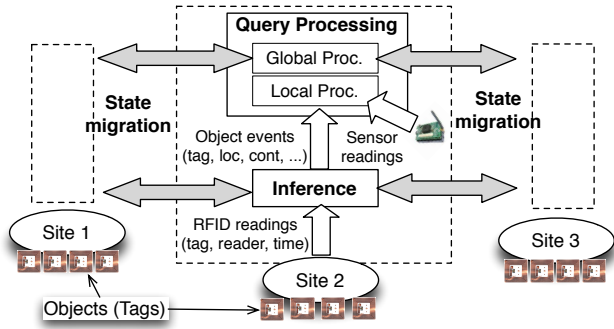 Query Processing
Global Proc.
Local Proc.
State
migration
State
migration
Object events
(tag, loc, cont, ...)
Sensor
readings
Inference
RFID readings
(tag, reader, time)
Site 1
Site 2
Site 3
Objects (Tags)